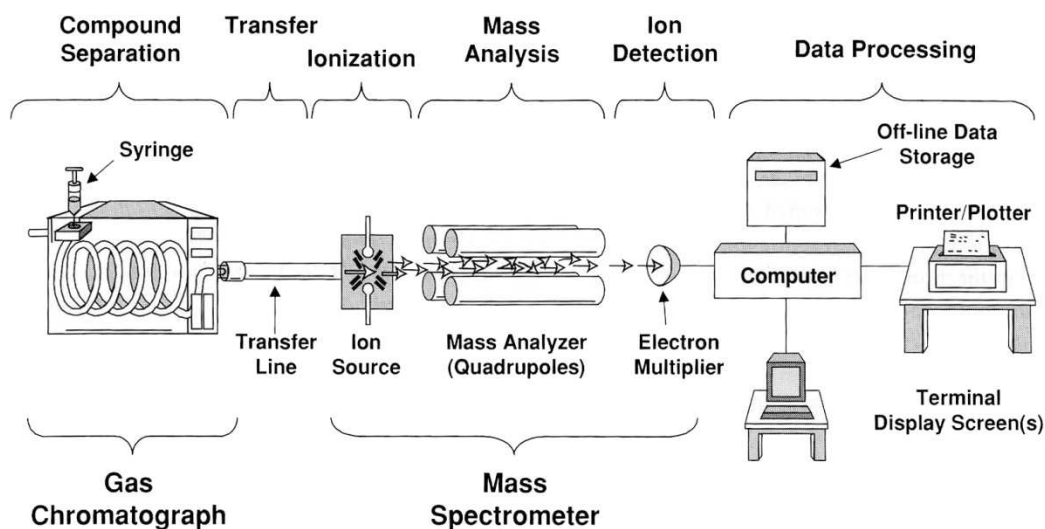 Compound
Separation
Transfer
Ionization
Mass
Analysis
Ion
Detection
Data Processing
Syringe
Off-line Data
Storage
Printer/Plotter
Computer
Transfer
Line
Ion
Source
Mass Analyzer
(Quadrupoles)
Electron
Multiplier
Terminal
Display Screen(s)
Gas
Chromatograph
Mass
Spectrometer